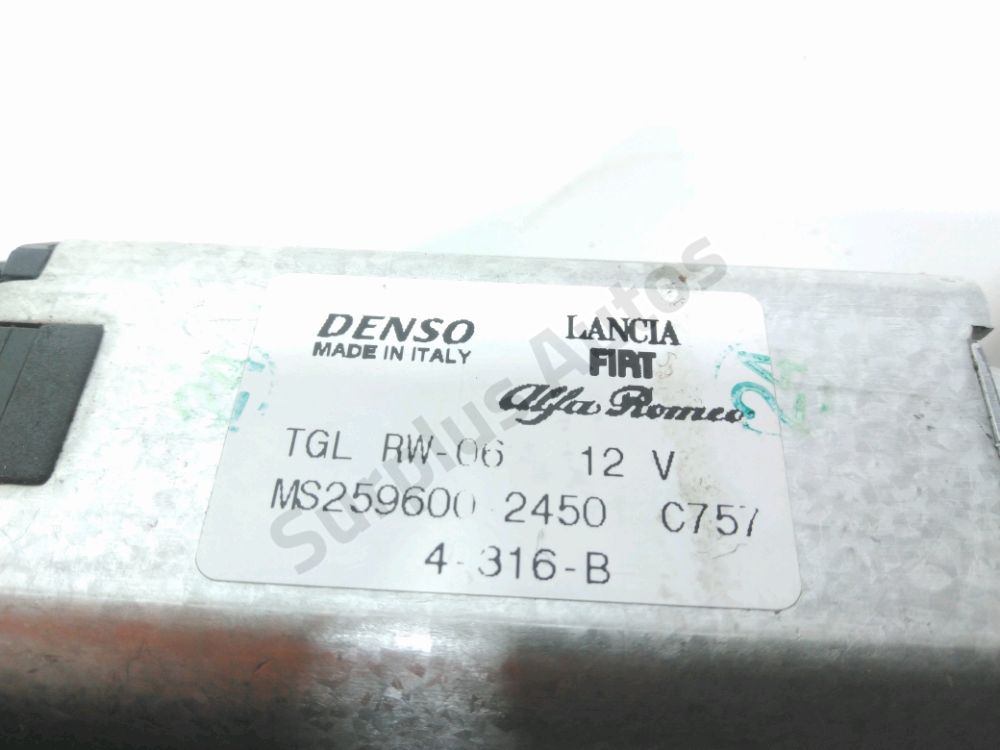 DENSO
MADE IN ITALY
LANCIA
FIAT
Alfa Romeo
TGL RW-06 12 V
MS259600 2450 C757
4-316-B
Surplus Autos